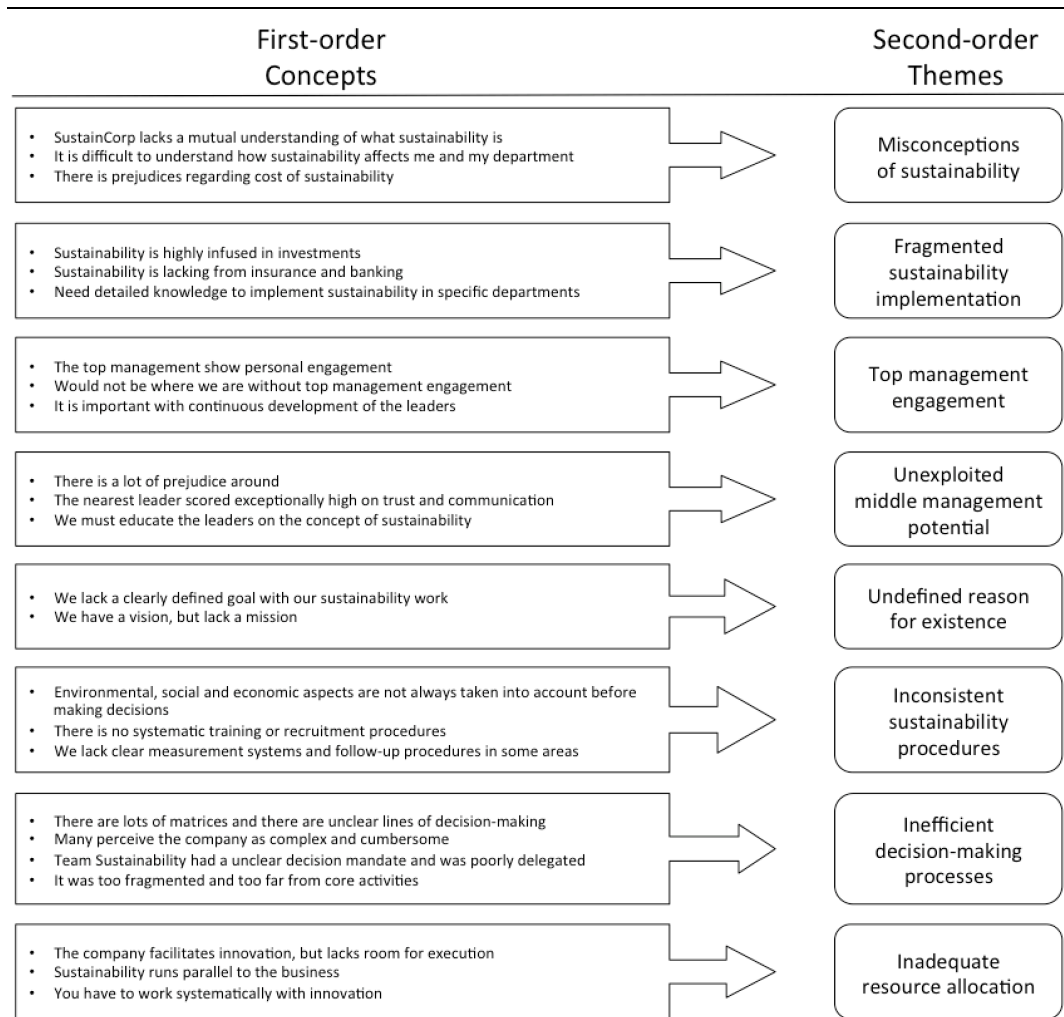 First-order
Concepts
Second-order
Themes
• SustainCorp lacks a mutual understanding of what sustainability is
• It is difficult to understand how sustainability affects me and my department
• There is prejudices regarding cost of sustainability
Misconceptions
of sustainability
• Sustainability is highly infused in investments
• Sustainability is lacking from insurance and banking
• Need detailed knowledge to implement sustainability in specific departments
Fragmented
sustainability
implementation
• The top management show personal engagement
• Would not be where we are without top management engagement
• It is important with continuous development of the leaders
Top management
engagement
• There is a lot of prejudice around
• The nearest leader scored exceptionally high on trust and communication
• We must educate the leaders on the concept of sustainability
Unexploited
middle management
potential
• We lack a clearly defined goal with our sustainability work
• We have a vision, but lack a mission
Undefined reason
for existence
• Environmental, social and economic aspects are not always taken into account before
making decisions
• There is no systematic training or recruitment procedures
• We lack clear measurement systems and follow-up procedures in some areas
Inconsistent
sustainability
procedures
• There are lots of matrices and there are unclear lines of decision-making
• Many perceive the company as complex and cumbersome
• Team Sustainability had a unclear decision mandate and was poorly delegated
• It was too fragmented and too far from core activities
Inefficient
decision-making
processes
• The company facilitates innovation, but lacks room for execution
• Sustainability runs parallel to the business
• You have to work systematically with innovation
Inadequate
resource allocation